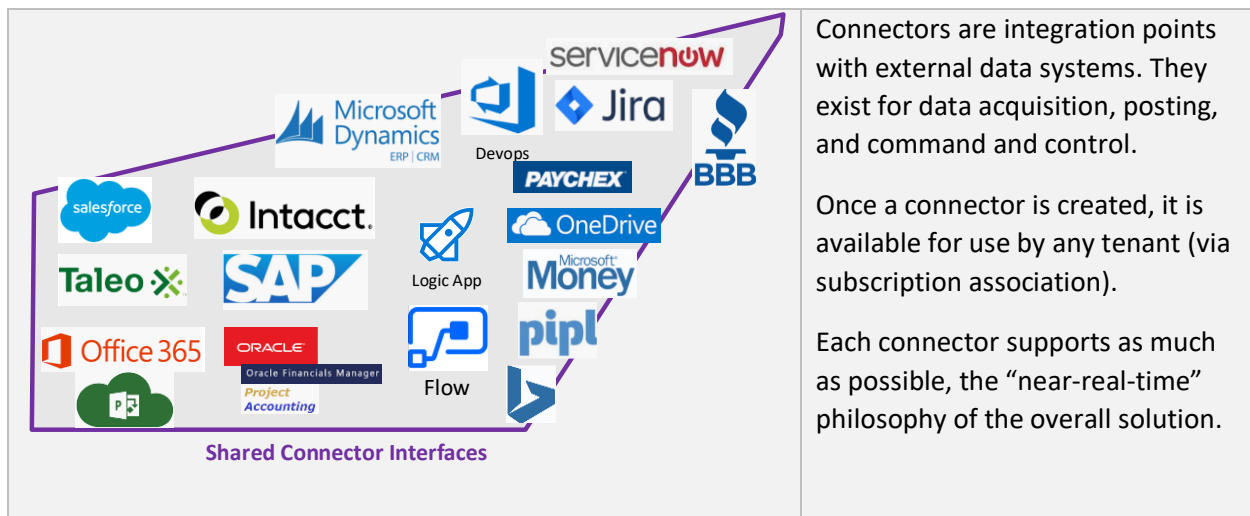 servicenow
Microsoft
Dynamics
ERP | CRM
Devops
Jira
BBB
PAYCHEX
salesforce
Intacct.
OneDrive
Taleo
SAP
Logic App
Microsoft
Money
Office 365
ORACLE
Oracle Financials Manager
Project
Accounting
Flow
pipl
P
Shared Connector Interfaces
Connectors are integration points
with external data systems. They
exist for data acquisition, posting,
and command and control.
Once a connector is created, it is
available for use by any tenant (via
subscription association).
Each connector supports as much
as possible, the “near-real-time”
philosophy of the overall solution.